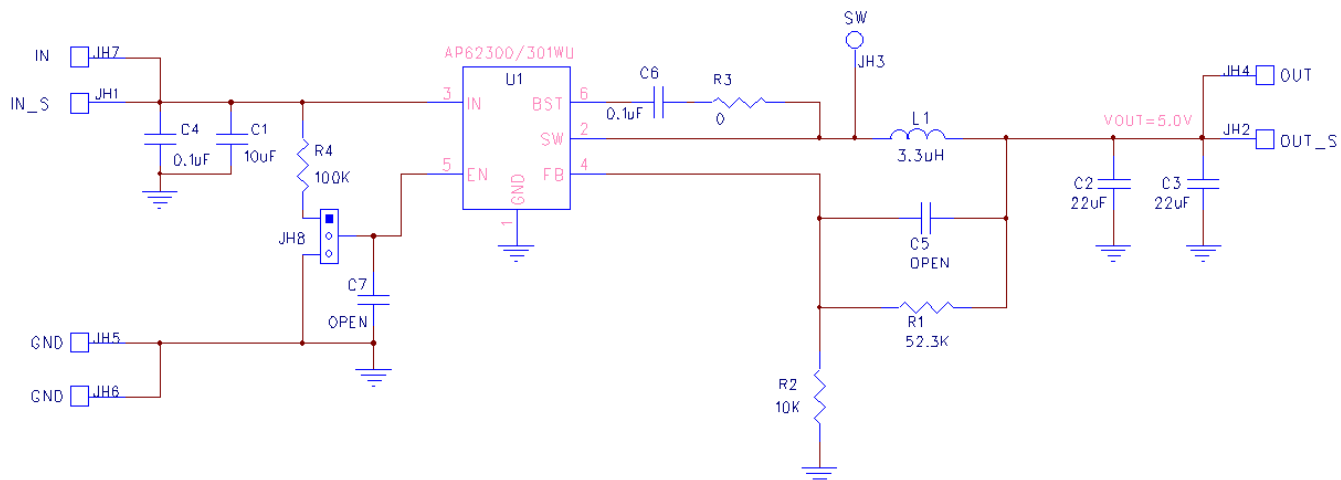 SW
IN
JH7
AP62300/301WU
JH3
JH4
OUT
IN_S
JH1
U1
C6
R3
3
IN
BST
6
0.1uF
0
L1
VOUT=5.0V
JH2
OUT_S
C4
0.1uF
C1
10uF
SW
2
3.3uH
R4
100K
5
EN
FB
4
C2
22uF
C3
22uF
GND
1
JH8
C5
OPEN
C7
OPEN
R1
52.3K
GND
JH5
GND
JH6
R2
10K